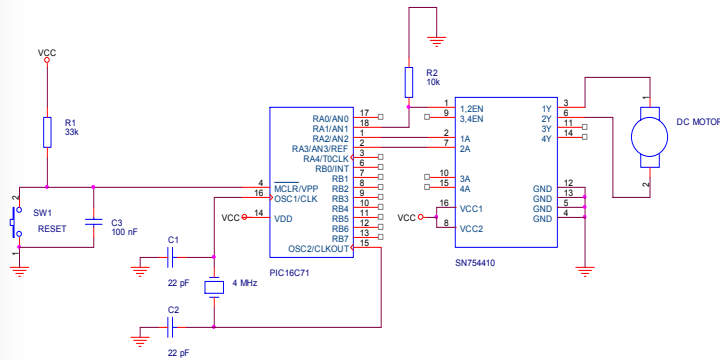 VCC
R1
33k
2
SW1
RESET
1
C3
100 nF
C1
22 pF
C2
22 pF
4 MHz
VCC
4
16
14
MCLR/VPP
OSC1/CLK
VDD
RA0/AN0
RA1/AN1
RA2/AN2
RA3/AN3/REF
RA4/T0CLK
RB0/INT
RB1
RB2
RB3
RB4
RB5
RB6
RB7
OSC2/CLKOUT
17
18
1
2
3
6
7
8
9
10
11
12
13
15
PIC16C71
R2
10k
1
9
2
7
10
15
VCC
16
8
1,2EN
3,4EN
1A
2A
3A
4A
VCC1
VCC2
1Y
2Y
3Y
4Y
GND
GND
GND
GND
3
6
11
14
12
13
5
4
SN754410
1
DC MOTOR
2